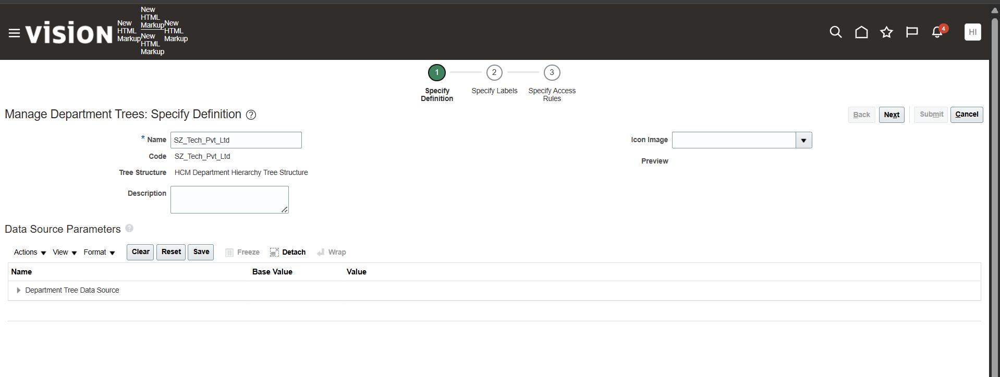 vision
New
HTML
Markup
New
HTML
Markup
New
HTML
Markup
New
HTML
Markup
4
HI
1
2
3
Specify
Definition
Specify Labels
Specify Access
Rules
Manage Department Trees: Specify Definition ?
Back
Next
Submit
Cancel
* Name SZ_Tech_Pvt_Ltd
Icon Image
Code SZ_Tech_Pvt_Ltd
Preview
Tree Structure HCM Department Hierarchy Tree Structure
Description
Data Source Parameters ?
Actions View Format Clear Reset Save Freeze Detach Wrap
Name Base Value Value
Department Tree Data Source